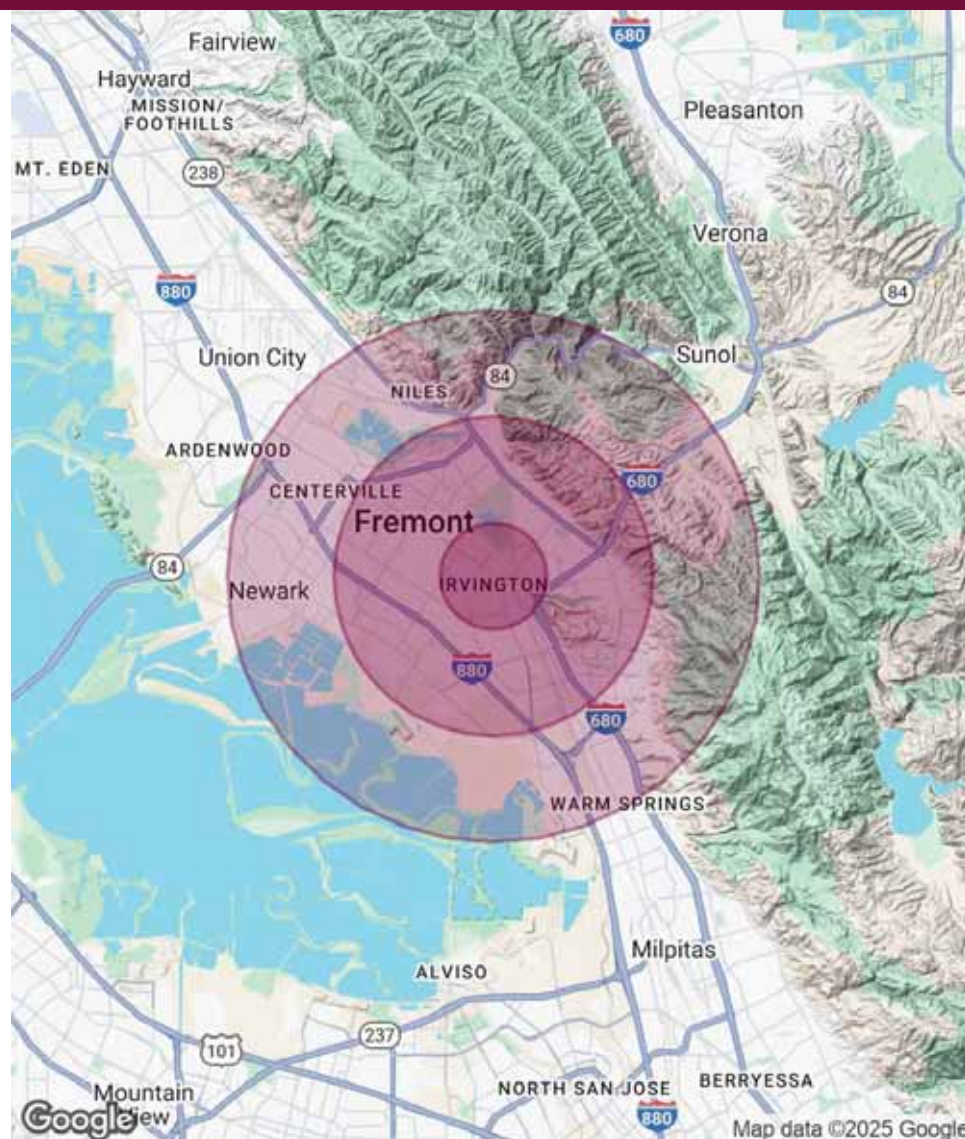 Fairview
680
Hayward
MISSION/
FOOTHILLS
Pleasanton
MT. EDEN
238
Verona
880
84
Union City
Sunol
84
NILES
ARDENWOOD
680
CENTERVILLE
Fremont
84
Newark
IRVINGTON
880
680
WARM SPRINGS
Milpitas
ALVISO
237
101
NORTH SAN JOSE
BERRYESSA
Mountain
View
880
Google
Map data ©2025 Google